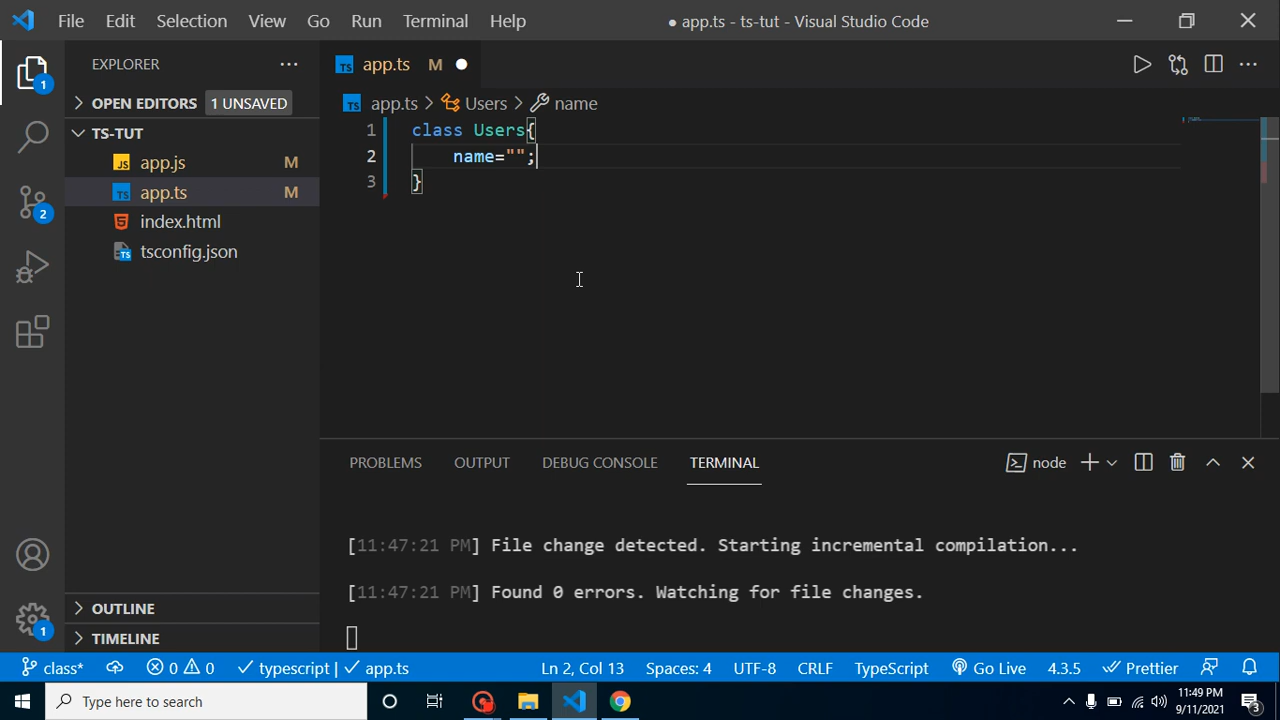 File Edit Selection View Go Run Terminal Help ● app.ts - ts-tut - Visual Studio Code
EXPLORER
OPEN EDITORS 1 UNSAVED
TS-TUT
app.js M
app.ts M
index.html
tsconfig.json
OUTLINE
TIMELINE
1
2
1
app.ts M
app.ts > Users > name
1 class Users{
2 name="";
3 }
PROBLEMS OUTPUT DEBUG CONSOLE TERMINAL node
[11:47:21 PM] File change detected. Starting incremental compilation...
[11:47:21 PM] Found 0 errors. Watching for file changes.
class* 0 0 typescript | app.ts Ln 2, Col 13 Spaces: 4 UTF-8 CRLF TypeScript Go Live 4.3.5 Prettier
Type here to search
11:49 PM
9/11/2021
3